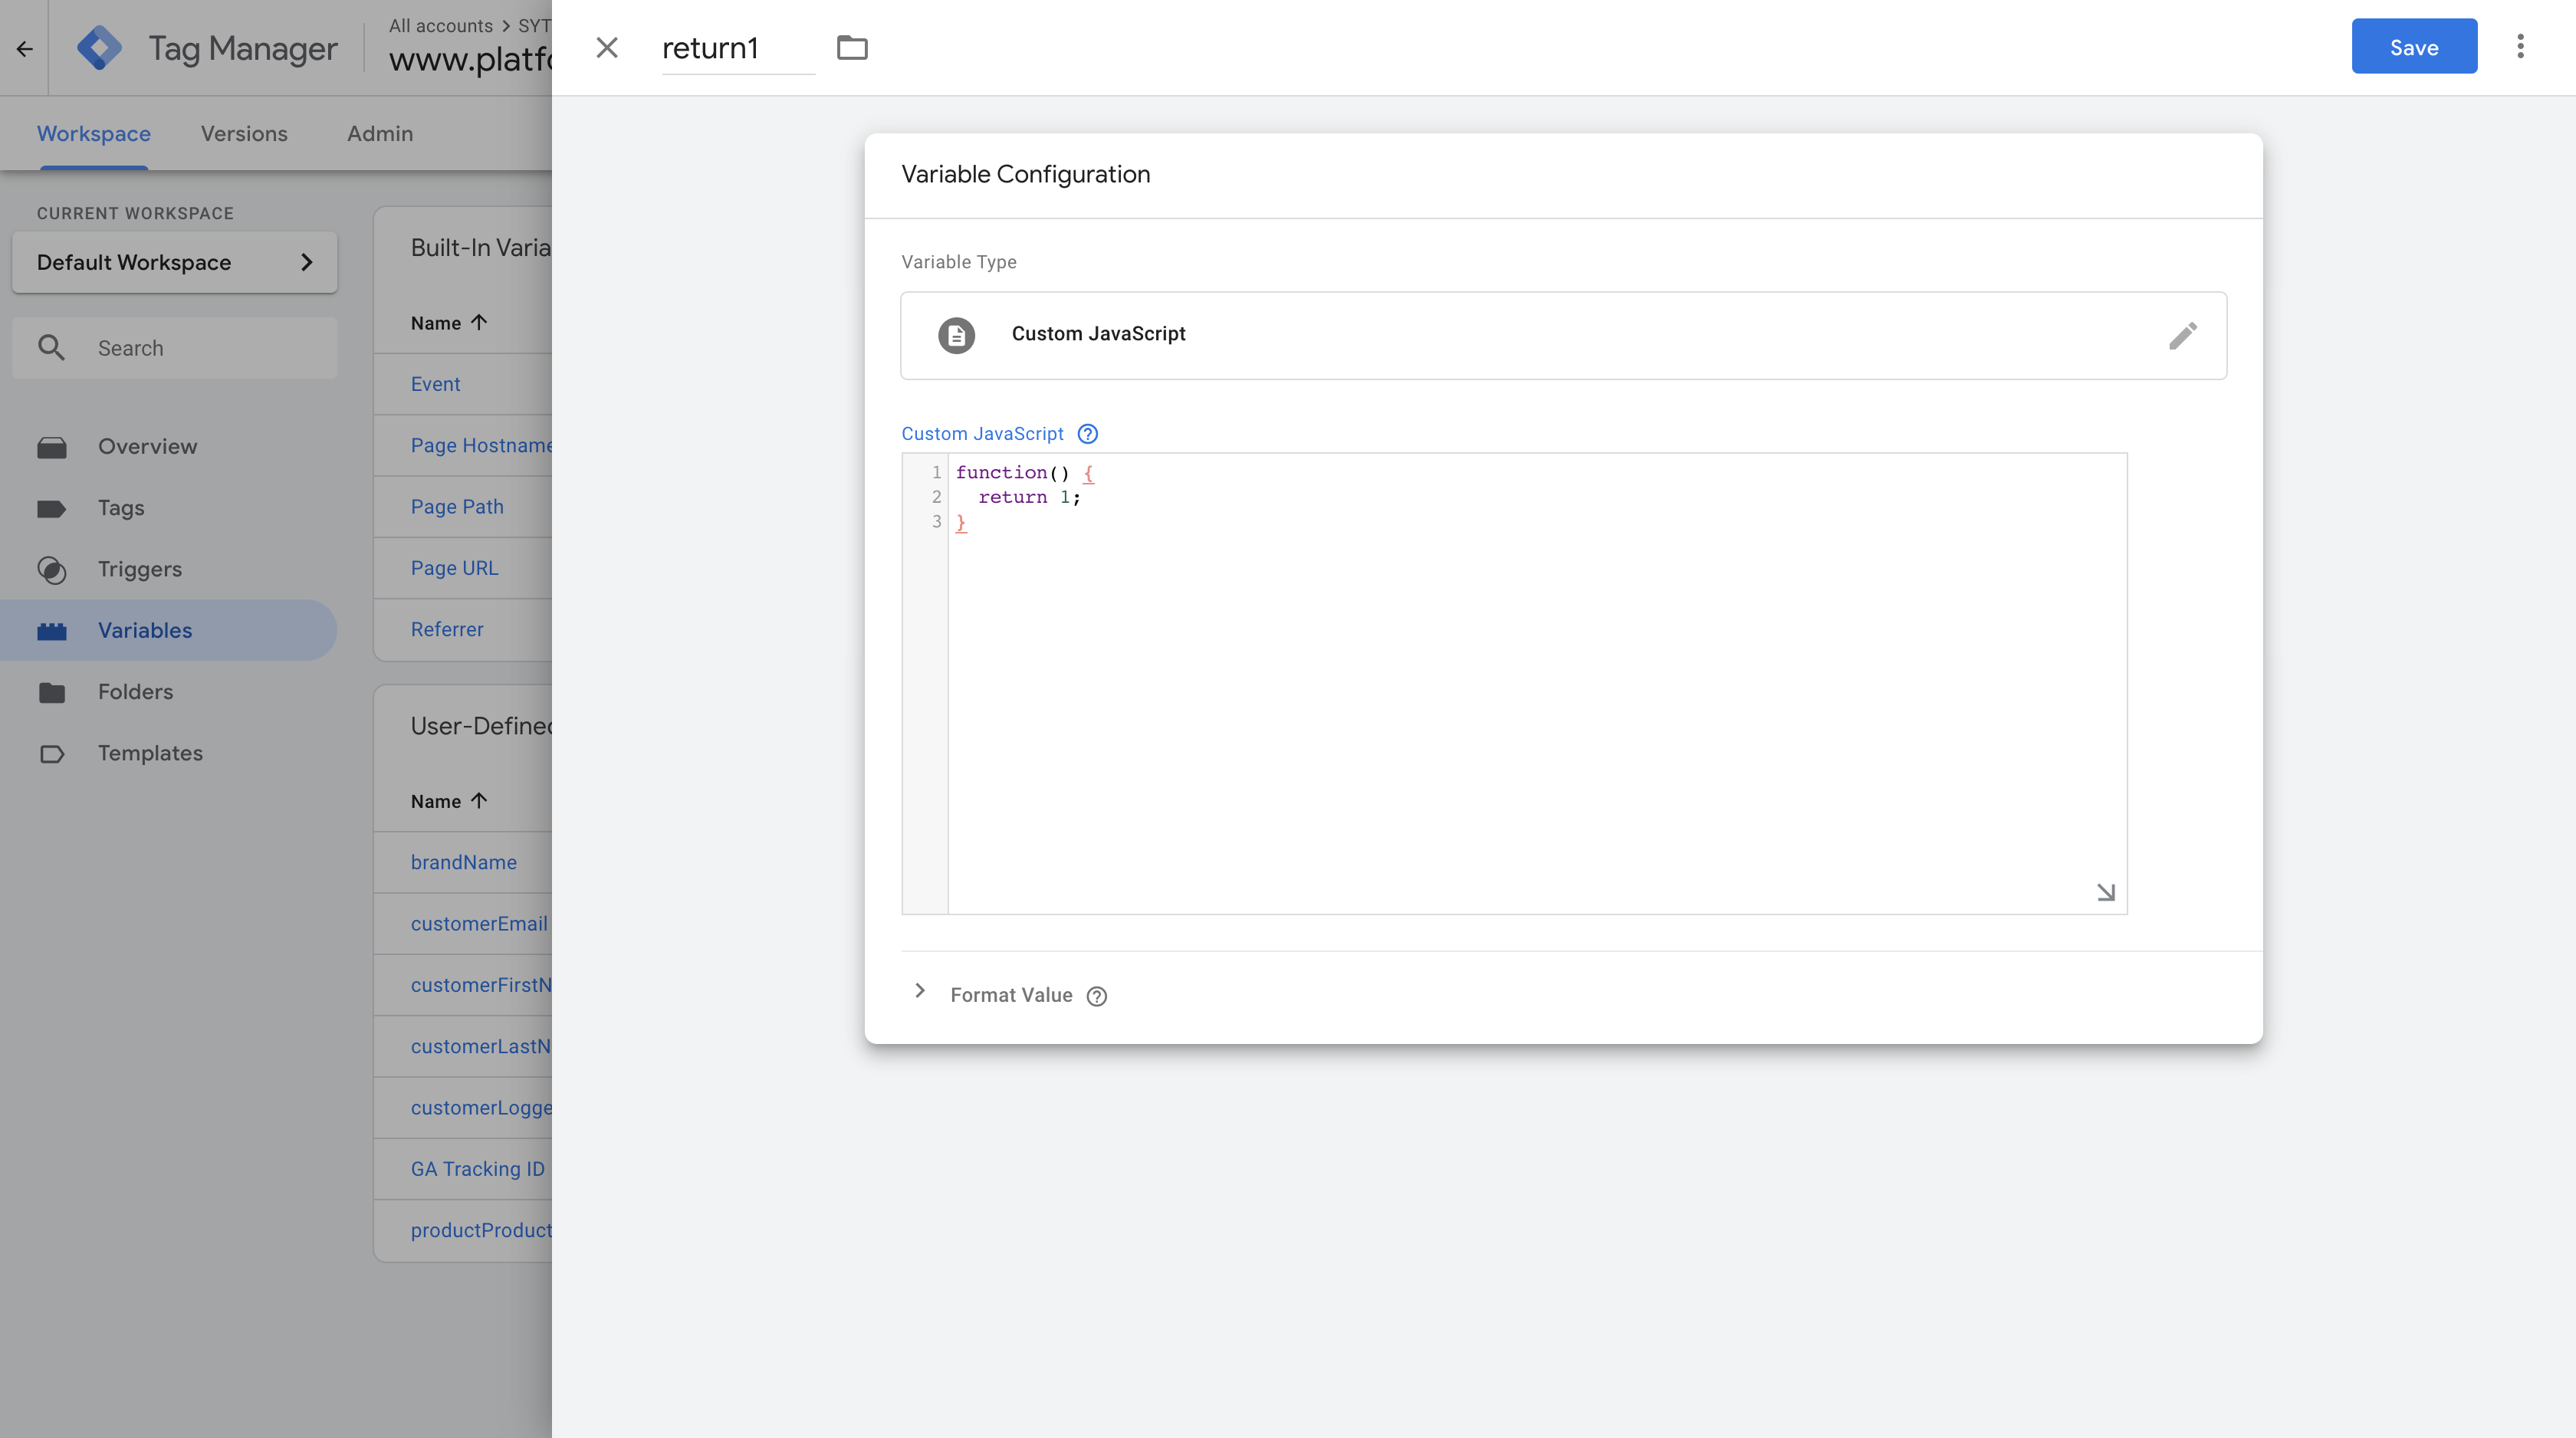 Tag Manager
All accounts > SYT
www.platfo
return1
Save
Workspace
Versions
Admin
CURRENT WORKSPACE
Default Workspace
Search
Overview
Tags
Triggers
Variables
Folders
Templates
Built-In Varia
Name
Event
Page Hostname
Page Path
Page URL
Referrer
User-Defined
Name
brandName
customerEmail
customerFirstN
customerLastN
customerLogge
GA Tracking ID
productProduct
Variable Configuration
Variable Type
Custom JavaScript
Custom JavaScript
1 function() {
2 return 1;
3 }
Format Value